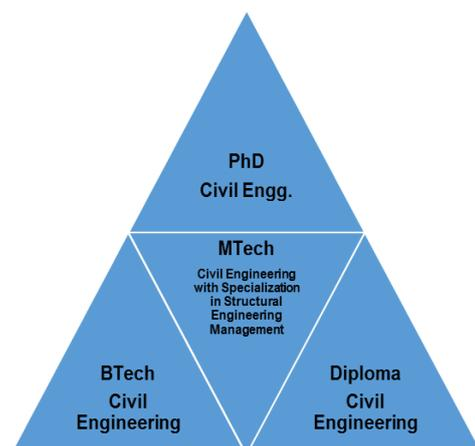 PhD
Civil Engg.
MTech
Civil Engineering
with Specialization
in Structural
Engineering
Management
BTech
Civil
Engineering
Diploma
Civil
Engineering